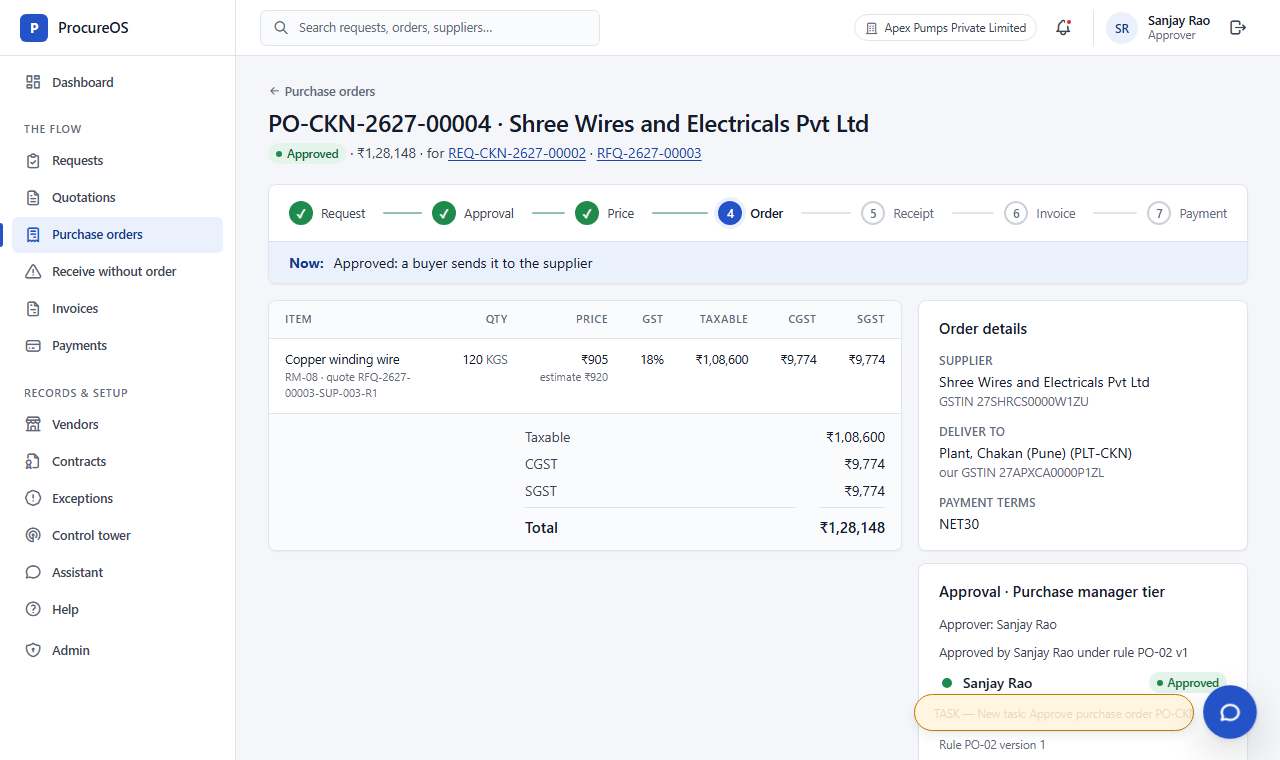 P ProcureOS
Search requests, orders, suppliers...
Apex Pumps Private Limited
SR
Sanjay Rao
Approver
Dashboard
THE FLOW
Requests
Quotations
Purchase orders
Receive without order
Invoices
Payments
RECORDS & SETUP
Vendors
Contracts
Exceptions
Control tower
Assistant
Help
Admin
← Purchase orders
PO-CKN-2627-00004 · Shree Wires and Electricals Pvt Ltd
Approved · ₹1,28,148 · for REQ-CKN-2627-00002 · RFQ-2627-00003
Request Approval Price 4 Order 5 Receipt 6 Invoice 7 Payment
Now: Approved: a buyer sends it to the supplier
ITEM QTY PRICE GST TAXABLE CGST SGST
Copper winding wire 120 KGS ₹905 18% ₹1,08,600 ₹9,774 ₹9,774
RM-08 · quote RFQ-2627- estimate ₹920
00003-SUP-003-R1
Taxable ₹1,08,600
CGST ₹9,774
SGST ₹9,774
Total ₹1,28,148
Order details
SUPPLIER
Shree Wires and Electricals Pvt Ltd
GSTIN 27SHRCS0000W1ZU
DELIVER TO
Plant, Chakan (Pune) (PLT-CKN)
our GSTIN 27APXCA0000P1ZL
PAYMENT TERMS
NET30
Approval · Purchase manager tier
Approver: Sanjay Rao
Approved by Sanjay Rao under rule PO-02 v1
Sanjay Rao Approved
TASK — New task: Approve purchase order PO-CK
Rule PO-02 version 1